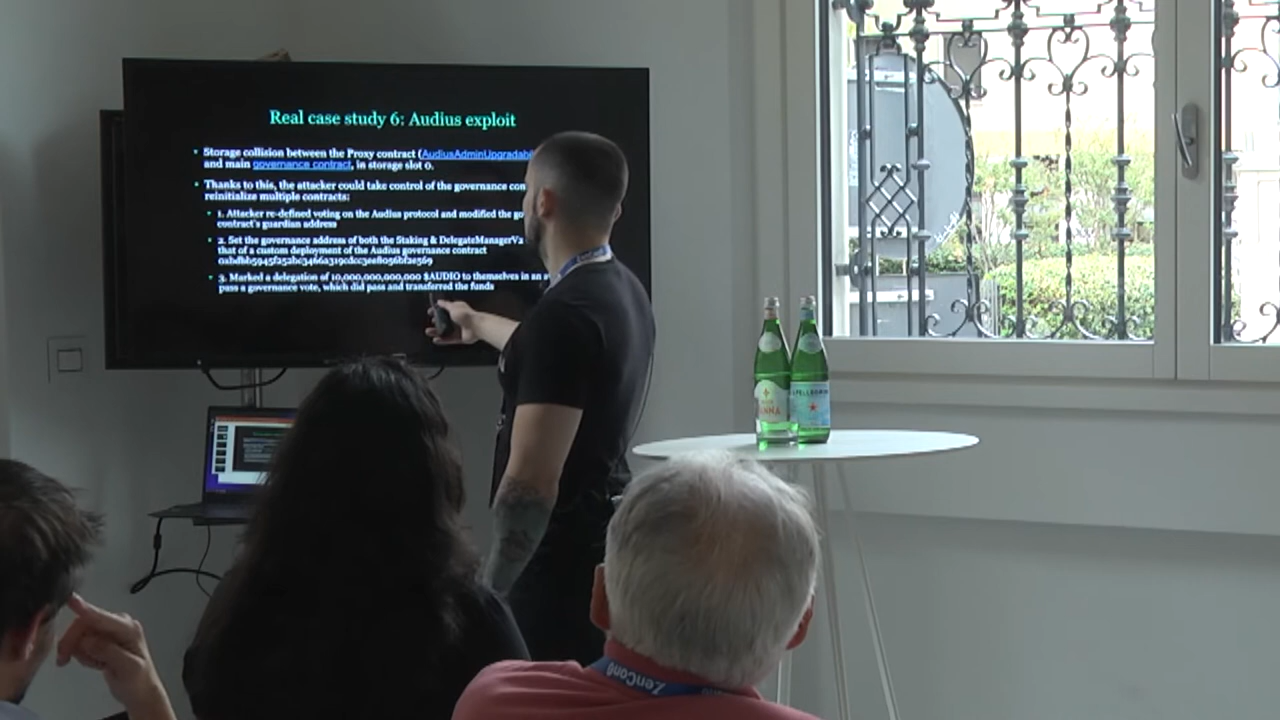 Real case study 6: Audius exploit
Storage collision between the Proxy contract (AudiusAdminUpgradabi
and main governance contract, in storage slot 0.
Thanks to this, the attacker could take control of the governance con
reinitialize multiple contracts:
1. Attacker re-defined voting on the Audius protocol and modified the go
contract's guardian address
2. Set the governance address of both the Staking & DelegateManagerV2
that of a custom deployment of the Audius governance contract
3. Marked a delegation of 10,000,000,000,000 $AUDIO to themselves in an a
pass a governance vote, which did pass and transferred the funds
PANNA
S.PELLEGRINO
ZenCon